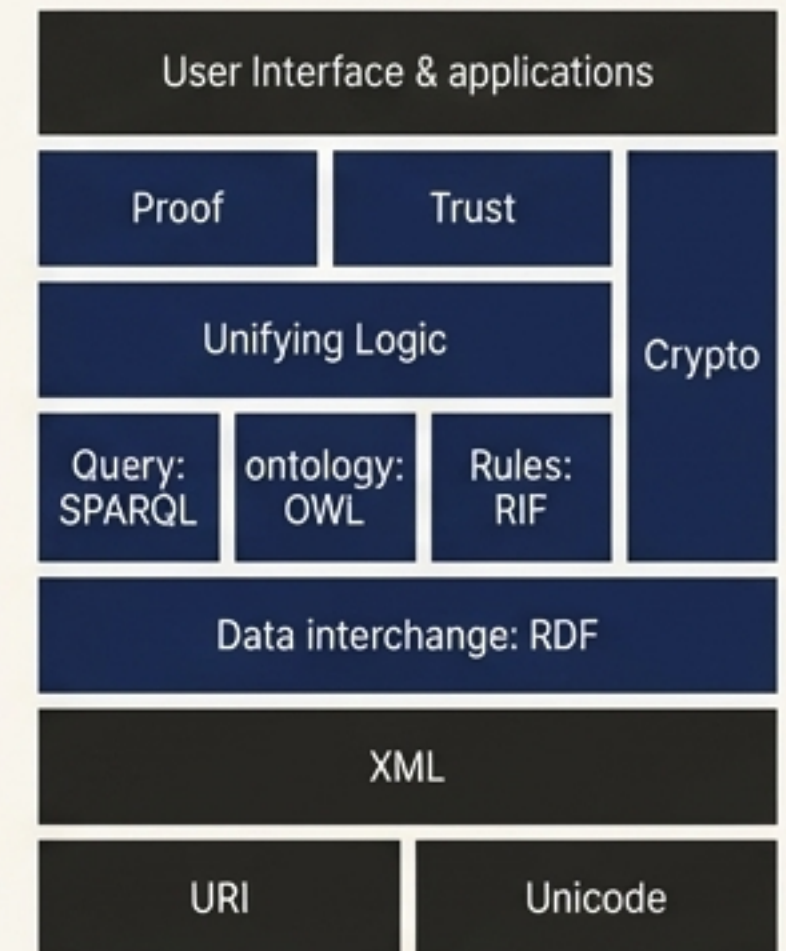 User Interface & applications
Proof
Trust
Unifying Logic
Crypto
Query:
SPARQL
ontology:
OWL
Rules:
RIF
Data interchange: RDF
XML
URI
Unicode